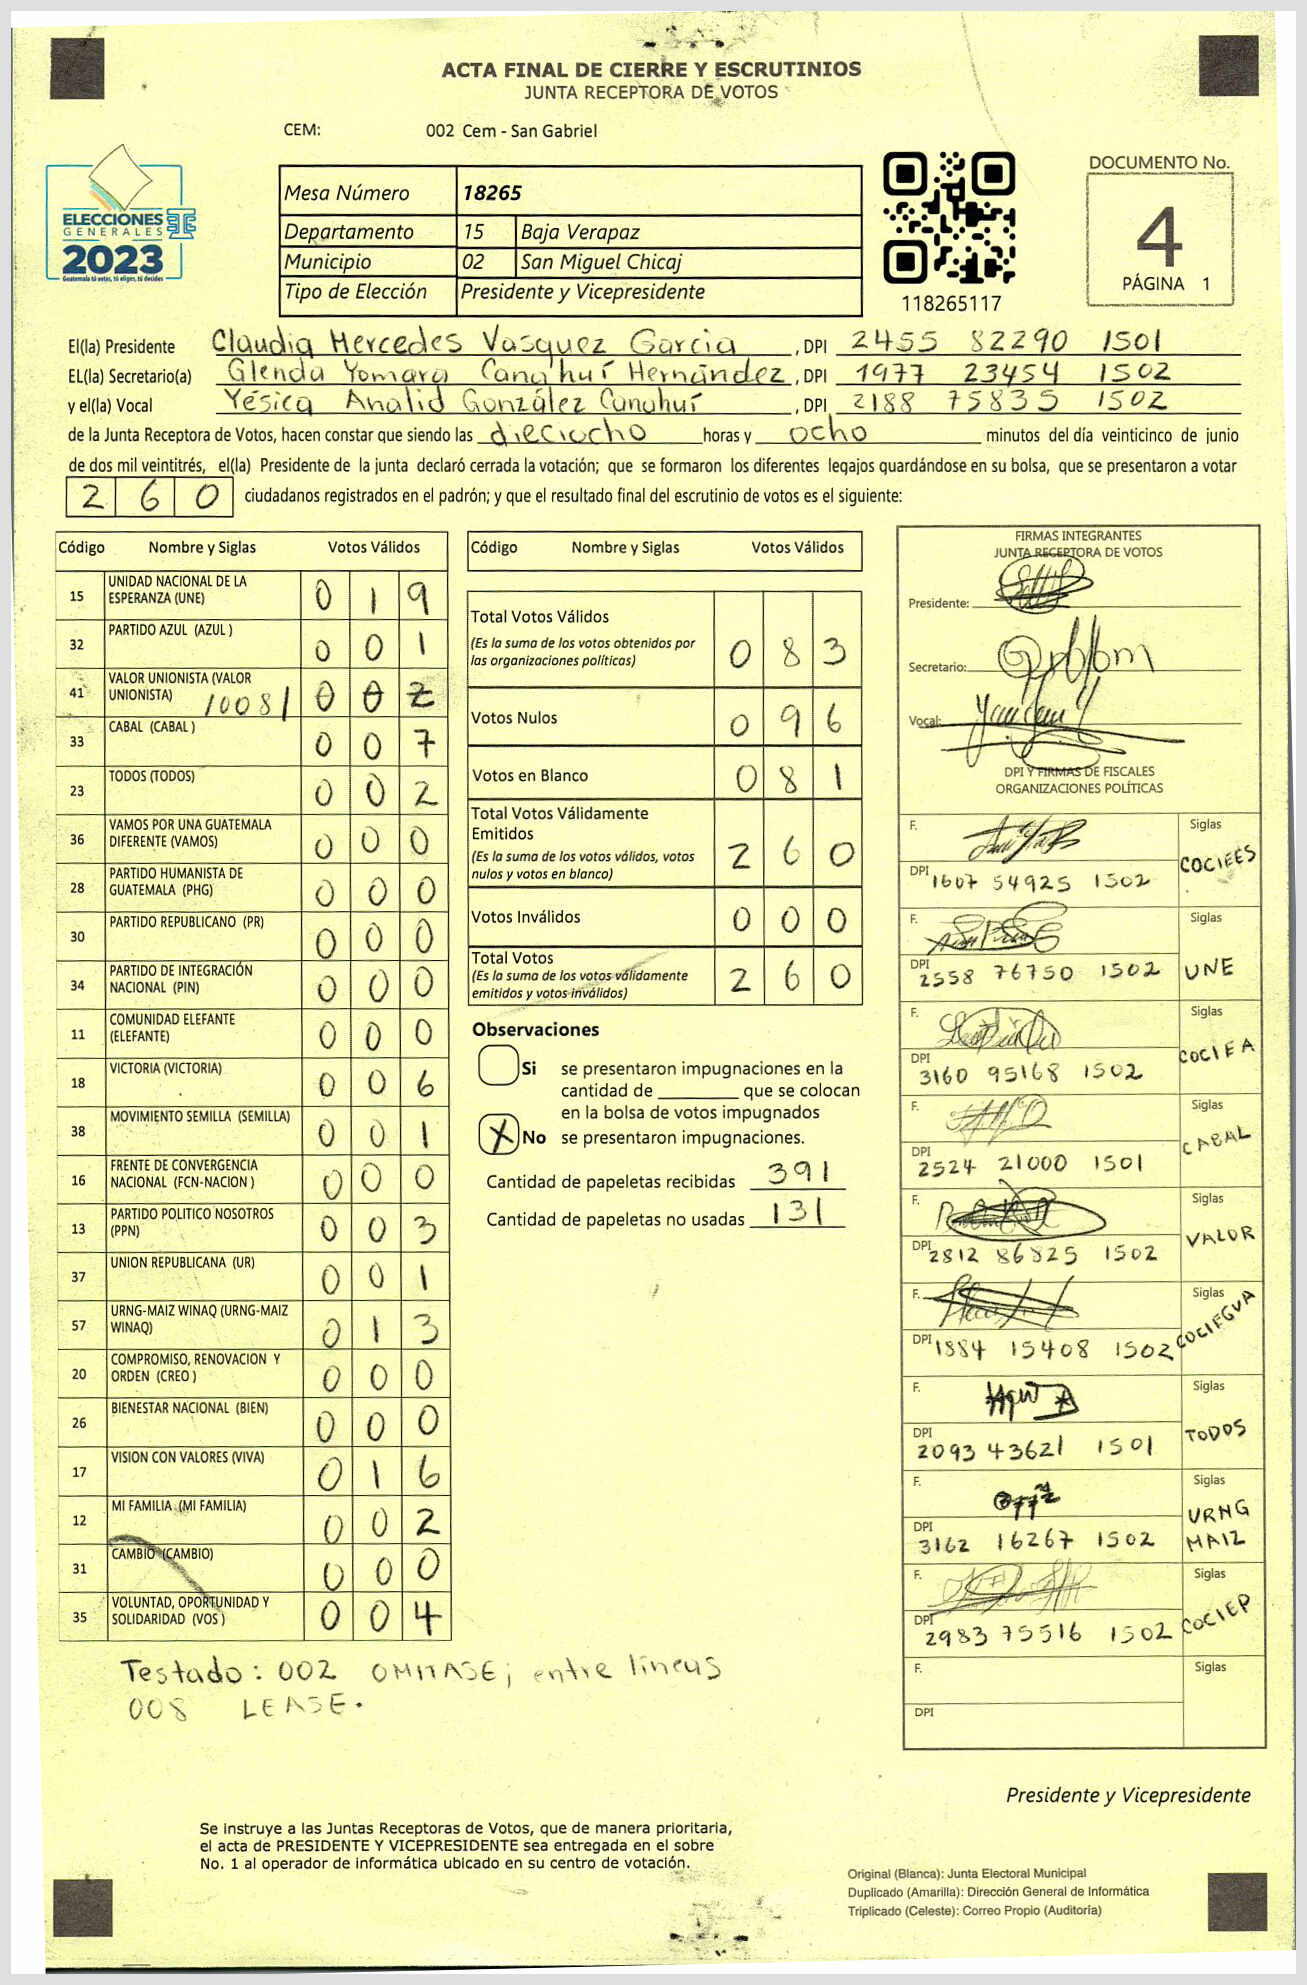 ACTA FINAL DE CIERRE Y ESCRUTINIOS
JUNTA RECEPTORA DE VOTOS
CEM: 002 Cem - San Gabriel
ELECCIONES
GENERALES
2023
Guatemala tú votas, tú eliges, tú decides
Mesa Número 18265
Departamento 15 Baja Verapaz
Municipio 02 San Miguel Chicaj
Tipo de Elección Presidente y Vicepresidente
118265117
DOCUMENTO No.
4
PÁGINA 1
El(la) Presidente Claudia Mercedes Vasquez Garcia, DPI 2455 82290 1501
EL(la) Secretario(a) Glenda Yomara Canahuí Hernández, DPI 1977 23454 1502
y el(la) Vocal Yésica Analid González Canahuí, DPI 2188 75835 1502
de la Junta Receptora de Votos, hacen constar que siendo las dieciocho horas y ocho minutos del día veinticinco de junio
de dos mil veintitrés, el(la) Presidente de la junta declaró cerrada la votación; que se formaron los diferentes legajos guardándose en su bolsa, que se presentaron a votar
260 ciudadanos registrados en el padrón; y que el resultado final del escrutinio de votos es el siguiente:
Código Nombre y Siglas Votos Válidos
15 UNIDAD NACIONAL DE LA ESPERANZA (UNE) 0 1 9
32 PARTIDO AZUL (AZUL ) 0 0 1
41 VALOR UNIONISTA (VALOR UNIONISTA) /008/ 0 0 2
33 CABAL (CABAL ) 0 0 7
23 TODOS (TODOS) 0 0 2
36 VAMOS POR UNA GUATEMALA DIFERENTE (VAMOS) 0 0 0
28 PARTIDO HUMANISTA DE GUATEMALA (PHG) 0 0 0
30 PARTIDO REPUBLICANO (PR) 0 0 0
34 PARTIDO DE INTEGRACIÓN NACIONAL (PIN) 0 0 0
11 COMUNIDAD ELEFANTE (ELEFANTE) 0 0 0
18 VICTORIA (VICTORIA) 0 0 6
38 MOVIMIENTO SEMILLA (SEMILLA) 0 0 1
16 FRENTE DE CONVERGENCIA NACIONAL (FCN-NACION ) 0 0 0
13 PARTIDO POLITICO NOSOTROS (PPN) 0 0 3
37 UNION REPUBLICANA (UR) 0 0 1
57 URNG-MAIZ WINAQ (URNG-MAIZ WINAQ) 0 1 3
20 COMPROMISO, RENOVACION Y ORDEN (CREO ) 0 0 0
26 BIENESTAR NACIONAL (BIEN) 0 0 0
17 VISION CON VALORES (VIVA) 0 1 6
12 MI FAMILIA (MI FAMILIA) 0 0 2
31 CAMBIO (CAMBIO) 0 0 0
35 VOLUNTAD, OPORTUNIDAD Y SOLIDARIDAD (VOS ) 0 0 4
Testado: 002 OMITASE; entre líneas
008 LEASE.
Código Nombre y Siglas Votos Válidos
Total Votos Válidos 0 8 3
(Es la suma de los votos obtenidos por
las organizaciones políticas)
Votos Nulos 0 9 6
Votos en Blanco 0 8 1
Total Votos Válidamente
Emitidos 2 6 0
(Es la suma de los votos válidos, votos
nulos y votos en blanco)
Votos Inválidos 0 0 0
Total Votos 2 6 0
(Es la suma de los votos válidamente
emitidos y votos inválidos)
Observaciones
Si se presentaron impugnaciones en la
cantidad de ________ que se colocan
en la bolsa de votos impugnados
X No se presentaron impugnaciones.
Cantidad de papeletas recibidas 391
Cantidad de papeletas no usadas 131
FIRMAS INTEGRANTES
JUNTA RECEPTORA DE VOTOS
Presidente:
Secretario:
Vocal:
DPI Y FIRMAS DE FISCALES
ORGANIZACIONES POLÍTICAS
F. Siglas
DPI 1607 54925 1502 COCIEES
F. Siglas
DPI 2558 76750 1502 UNE
F. Siglas
DPI 3160 95168 1502 COCIEA
F. Siglas
DPI 2524 21000 1501 CABAL
F. Siglas
DPI 2812 86825 1502 VALOR
F. Siglas
DPI 1884 15408 1502 COCIEGUA
F. Siglas
DPI 2093 43621 1501 TODOS
F. Siglas
DPI 3162 16267 1502 URNG MAIZ
F. Siglas
DPI 2983 75516 1502 COCIEP
F. Siglas
DPI
Presidente y Vicepresidente
Se instruye a las Juntas Receptoras de Votos, que de manera prioritaria,
el acta de PRESIDENTE Y VICEPRESIDENTE sea entregada en el sobre
No. 1 al operador de informática ubicado en su centro de votación.
Original (Blanca): Junta Electoral Municipal
Duplicado (Amarilla): Dirección General de Informática
Triplicado (Celeste): Correo Propio (Auditoría)